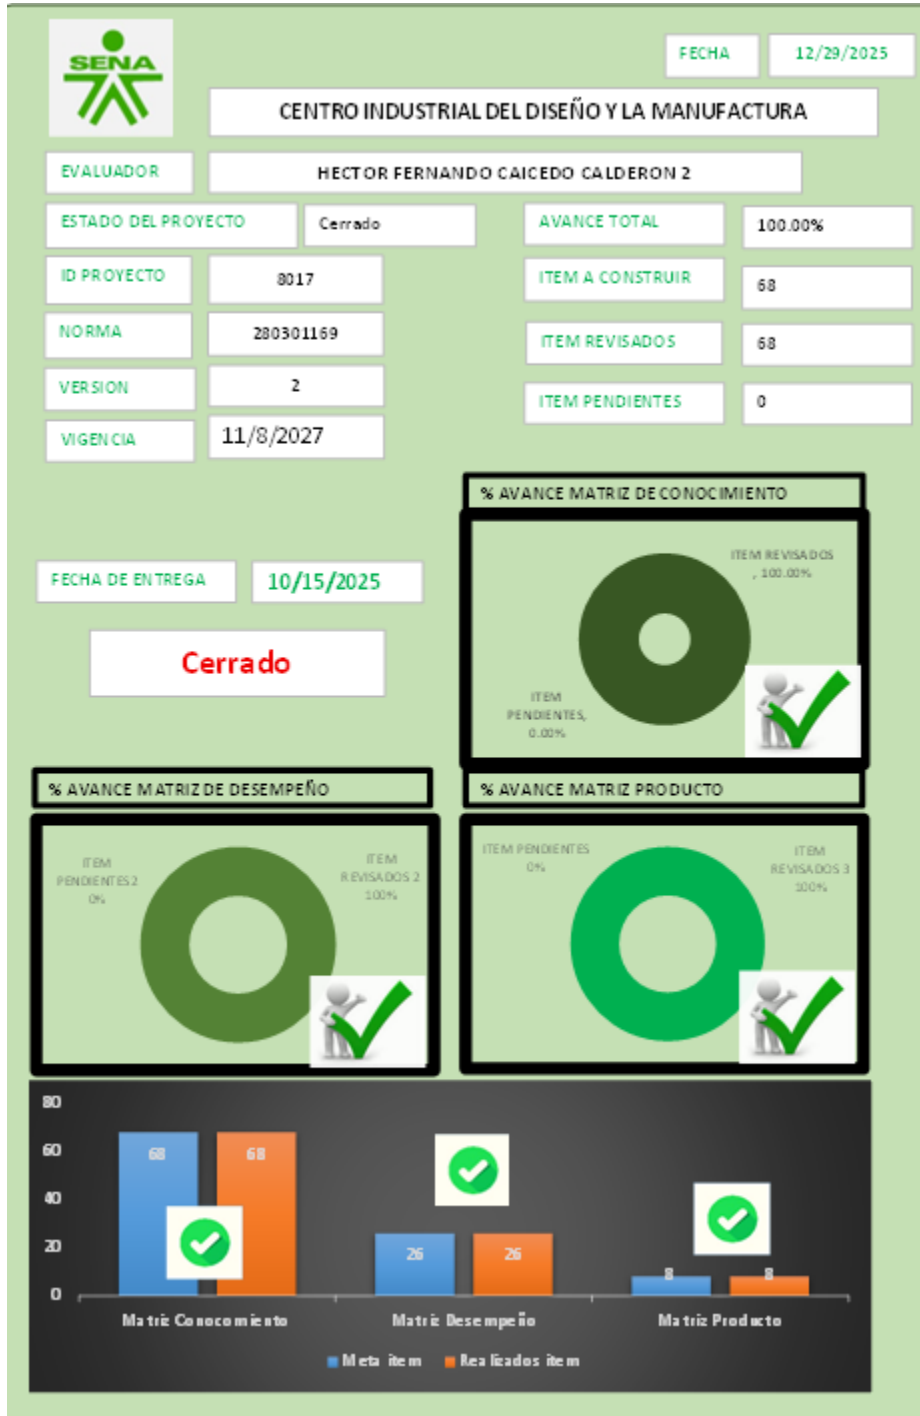 SENA
FECHA
12/29/2025
CENTRO INDUSTRIAL DEL DISEÑO Y LA MANUFACTURA
EVALUADOR
HECTOR FERNANDO CAICEDO CALDERON 2
ESTADO DEL PROYECTO
Cerrado
AVANCE TOTAL
100.00%
ID PROYECTO
8017
ITEM A CONSTRUIR
68
NORMA
280301169
ITEM REVISADOS
68
VERSION
2
ITEM PENDIENTES
0
VIGENCIA
11/8/2027
% AVANCE MATRIZ DE CONOCIMIENTO
ITEM REVISADOS
, 100.00%
ITEM
PENDIENTES,
0.00%
FECHA DE ENTREGA
10/15/2025
Cerrado
% AVANCE MATRIZ DE DESEMPEÑO
ITEM
PENDIENTES 2
0%
ITEM
REVISADOS 2
100%
% AVANCE MATRIZ PRODUCTO
ITEM PENDIENTES
0%
ITEM
REVISADOS 3
100%
80
60
40
20
0
68
68
26
26
8
8
Matriz Conocimiento
Matriz Desempeño
Matriz Producto
Meta item
Realizados item